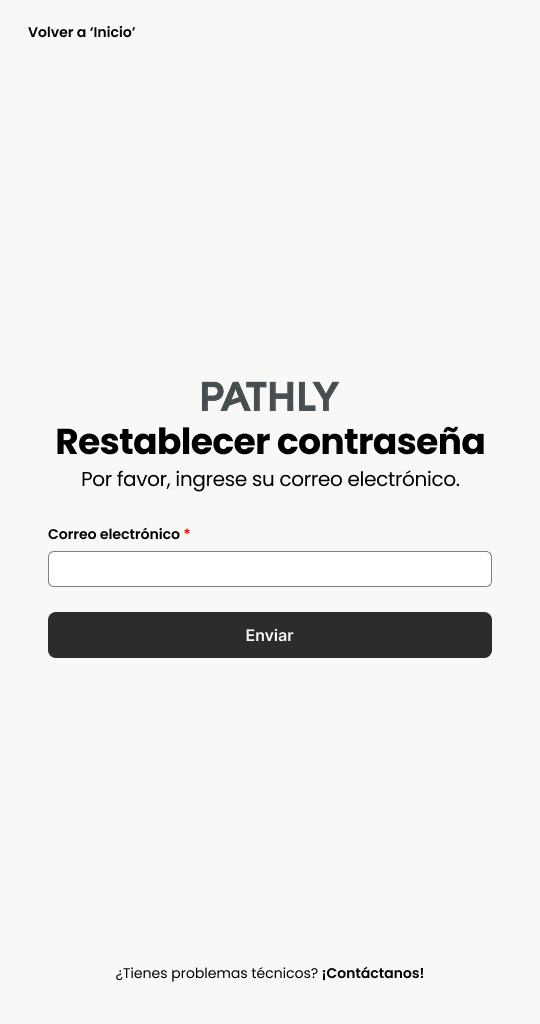 Volver a ‘Inicio’
PATHLY
Restablecer contraseña
Por favor, ingrese su correo electrónico.
Correo electrónico *
Enviar
¿Tienes problemas técnicos? ¡Contáctanos!